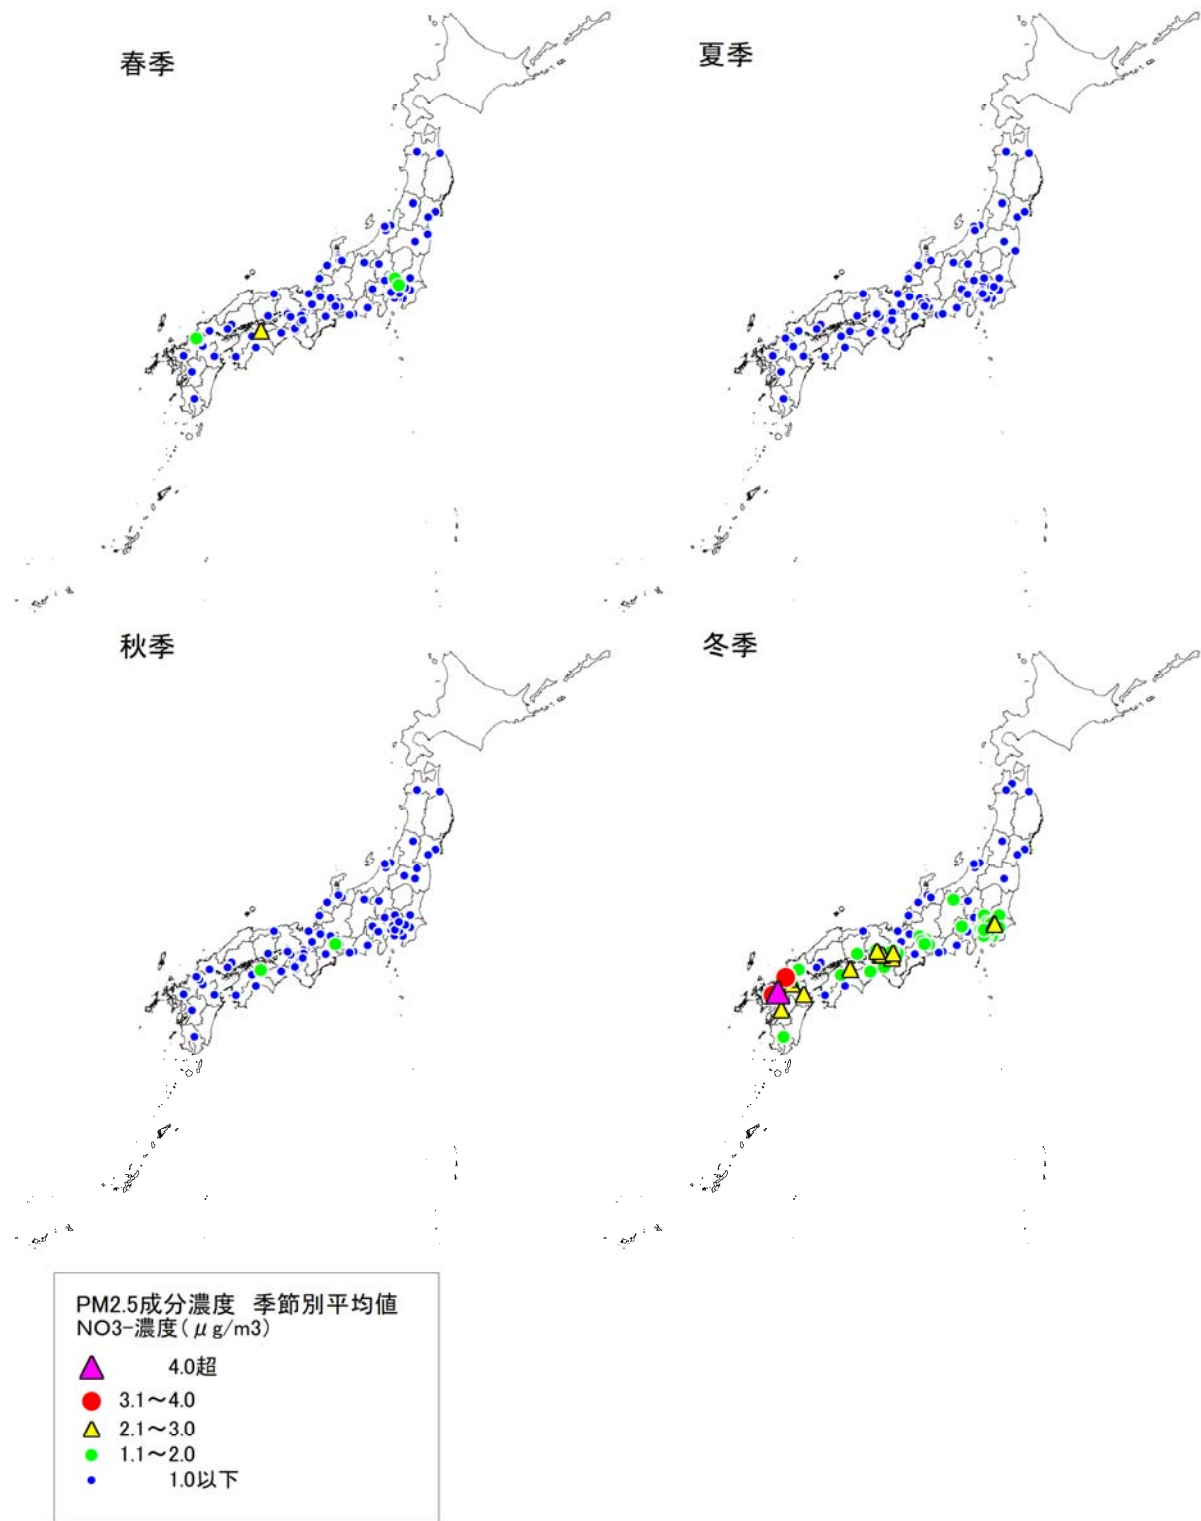 春季
夏季
秋季
冬季
PM2.5成分濃度 季節別平均値
NO3-濃度(μg/m3)
4.0超
3.1～4.0
2.1～3.0
1.1～2.0
1.0以下